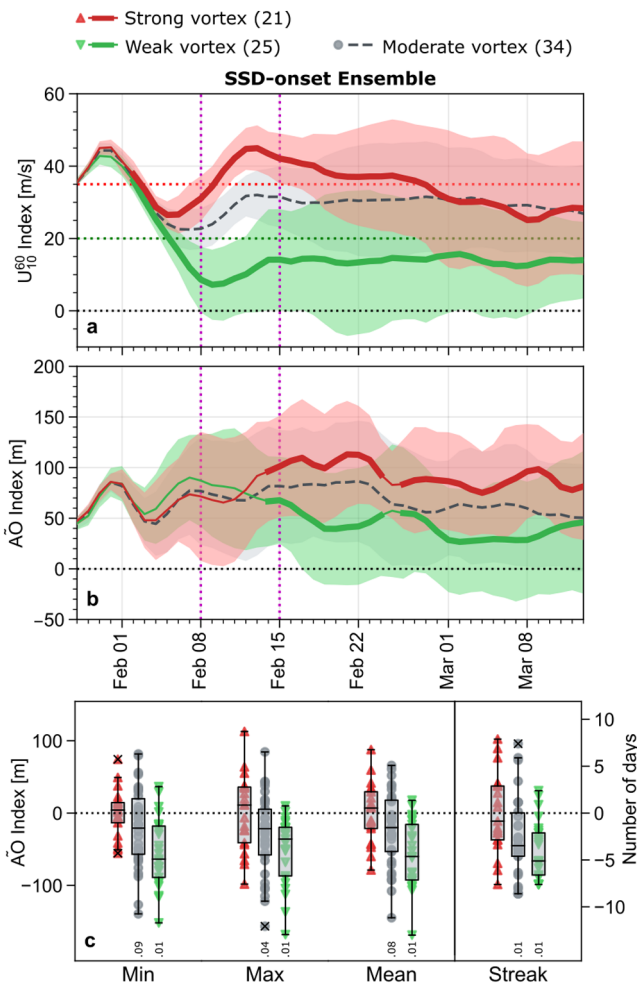 Strong vortex (21)
Weak vortex (25) Moderate vortex (34)
SSD-onset Ensemble
U₁₀⁶⁰ Index [m/s]
60
40
20
0
a
ÃO Index [m]
200
150
100
50
0
−50
b
Feb 01 Feb 08 Feb 15 Feb 22 Mar 01 Mar 08
ÃO Index [m]
100
0
−100
c
.09 .01 .04 .01 .08 .01 .01 .01
10
5
0
−5
−10
Number of days
Min Max Mean Streak